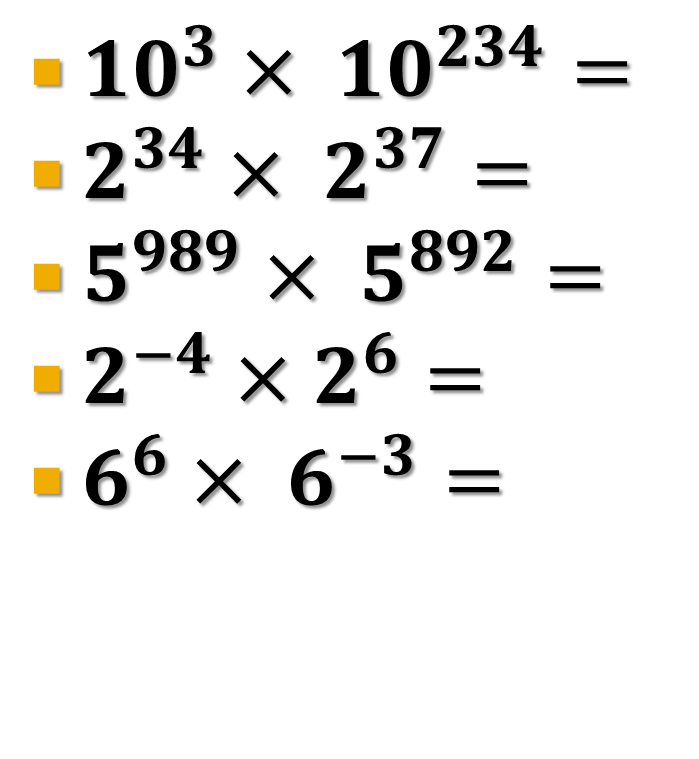 ▪ 10³ × 10²³⁴ =
▪ 2³⁴ × 2³⁷ =
▪ 5⁹⁸⁹ × 5⁸⁹² =
▪ 2⁻⁴ × 2⁶ =
▪ 6⁶ × 6⁻³ =